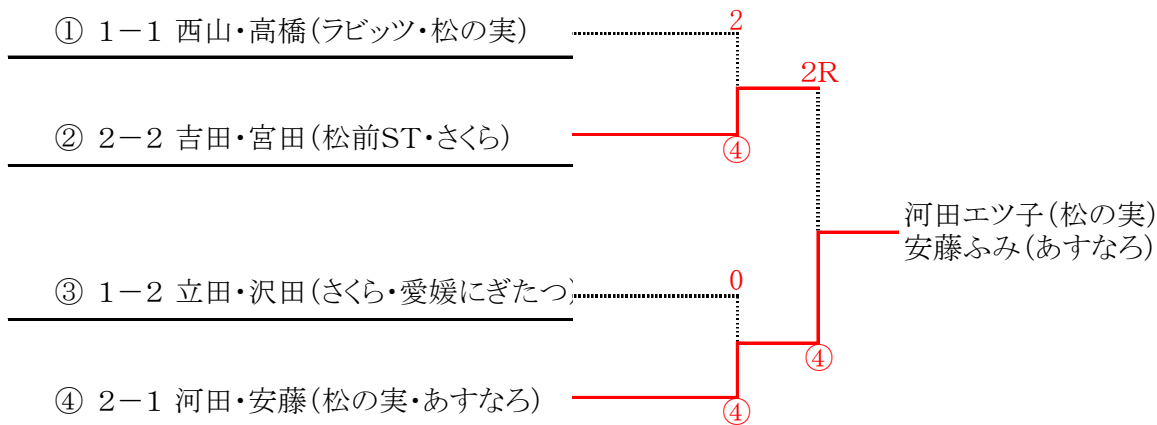 ① 1－1 西山・高橋(ラビッツ・松の実)
2
2R
② 2－2 吉田・宮田(松前ST・さくら)
④
河田エツ子(松の実)
安藤ふみ(あすなろ)
③ 1－2 立田・沢田(さくら・愛媛にぎたつ)
0
④
④ 2－1 河田・安藤(松の実・あすなろ)
④